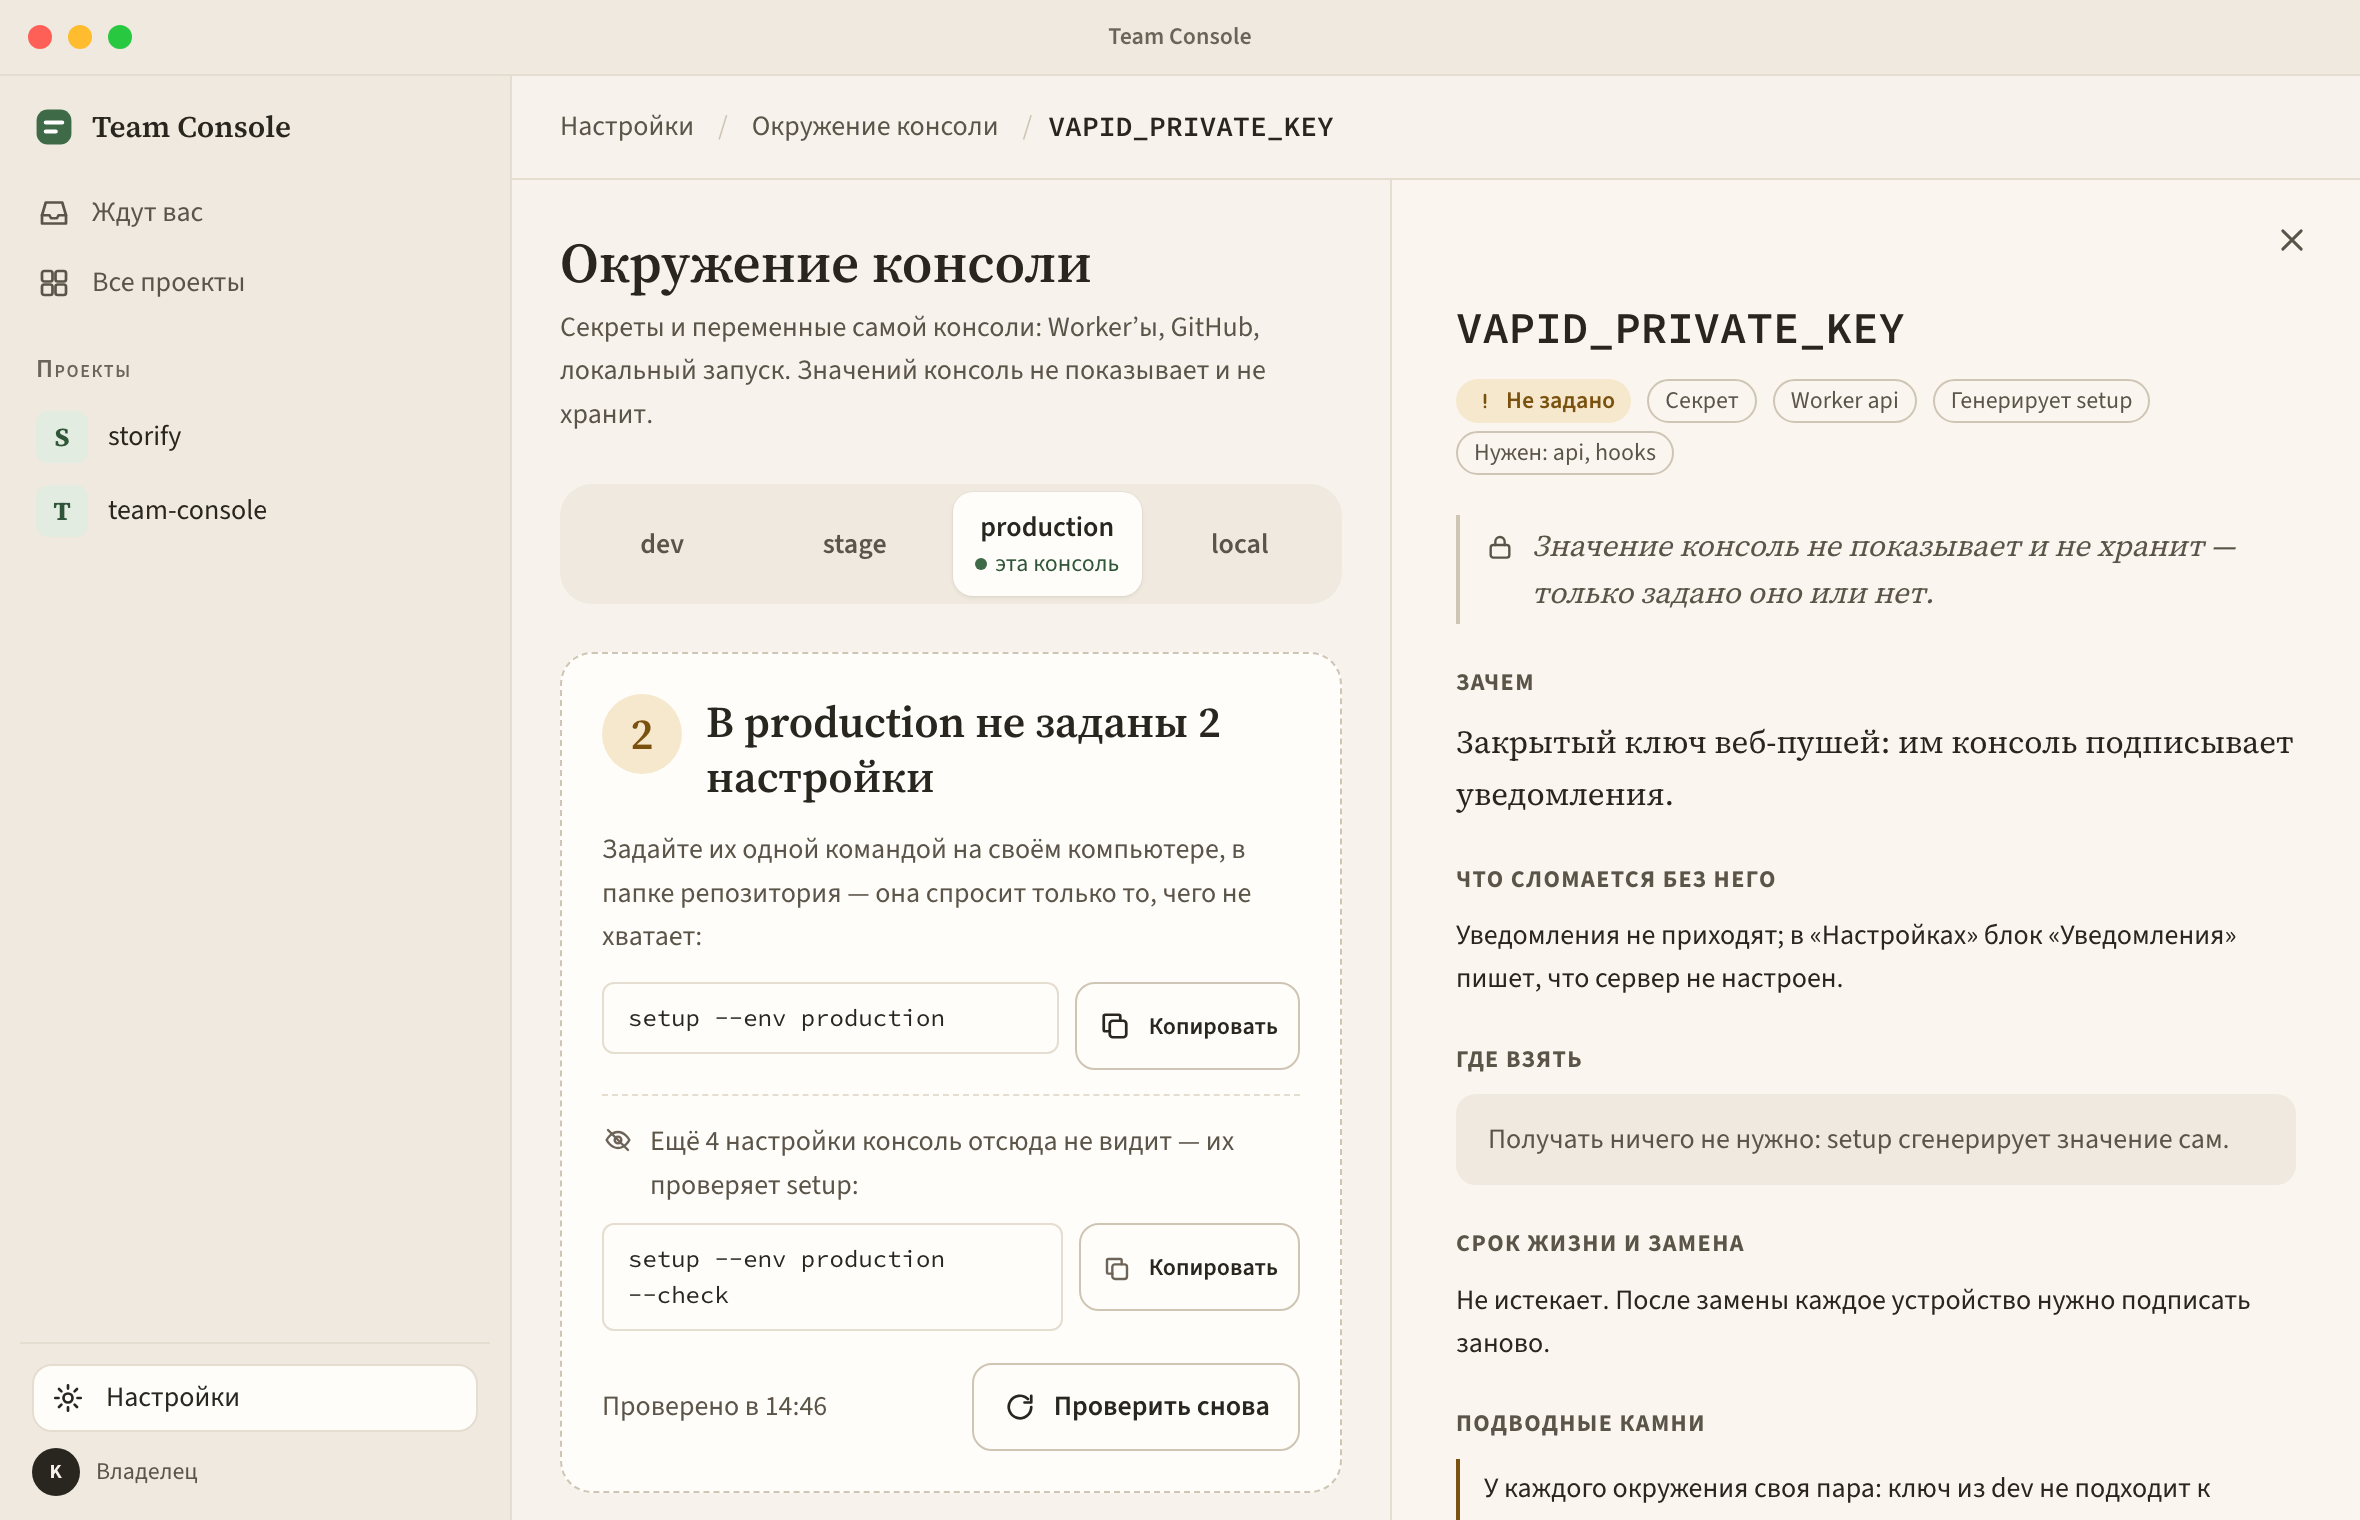 Team Console
Team Console
Ждут вас
Все проекты
Проекты
S storify
T team-console
Настройки
K Владелец
Настройки / Окружение консоли / VAPID_PRIVATE_KEY
Окружение консоли
Секреты и переменные самой консоли: Worker’ы, GitHub,
локальный запуск. Значений консоль не показывает и не
хранит.
dev
stage
production
эта консоль
local
2
В production не заданы 2
настройки
Задайте их одной командой на своём компьютере, в
папке репозитория — она спросит только то, чего не
хватает:
setup --env production
Копировать
Ещё 4 настройки консоль отсюда не видит — их
проверяет setup:
setup --env production
--check
Копировать
Проверено в 14:46
Проверить снова
VAPID_PRIVATE_KEY
! Не задано
Секрет
Worker api
Генерирует setup
Нужен: api, hooks
Значение консоль не показывает и не хранит —
только задано оно или нет.
ЗАЧЕМ
Закрытый ключ веб-пушей: им консоль подписывает
уведомления.
ЧТО СЛОМАЕТСЯ БЕЗ НЕГО
Уведомления не приходят; в «Настройках» блок «Уведомления»
пишет, что сервер не настроен.
ГДЕ ВЗЯТЬ
Получать ничего не нужно: setup сгенерирует значение сам.
СРОК ЖИЗНИ И ЗАМЕНА
Не истекает. После замены каждое устройство нужно подписать
заново.
ПОДВОДНЫЕ КАМНИ
У каждого окружения своя пара: ключ из dev не подходит к